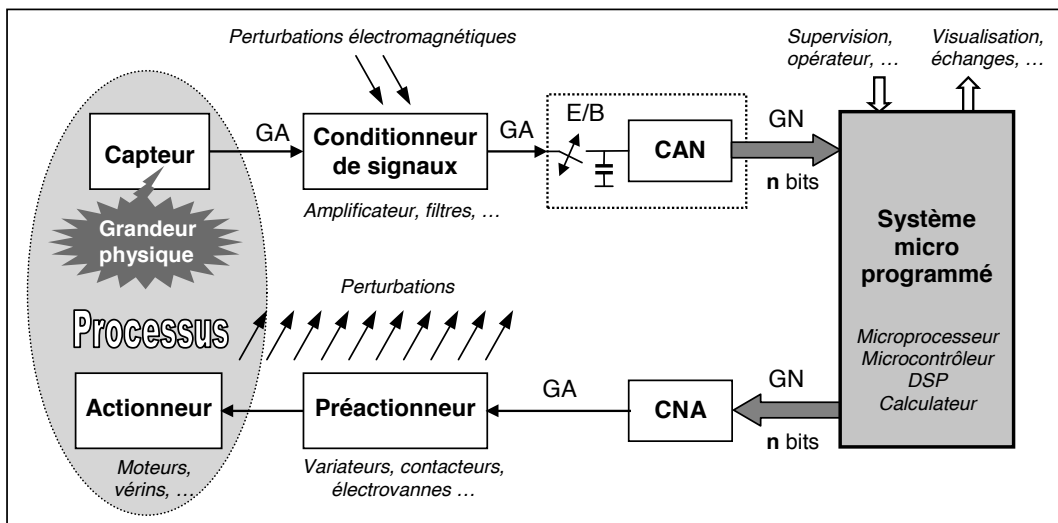 Perturbations électromagnétiques
Supervision,
opérateur, …
Visualisation,
échanges, …
Capteur
GA
Conditionneur
de signaux
GA
E/B
CAN
GN
n bits
Amplificateur, filtres, …
Grandeur
physique
Système
micro
programmé
Processus
Perturbations
Microprocesseur
Microcontrôleur
DSP
Calculateur
Actionneur
Préactionneur
GA
CNA
GN
n bits
Moteurs,
vérins, …
Variateurs, contacteurs,
électrovannes …